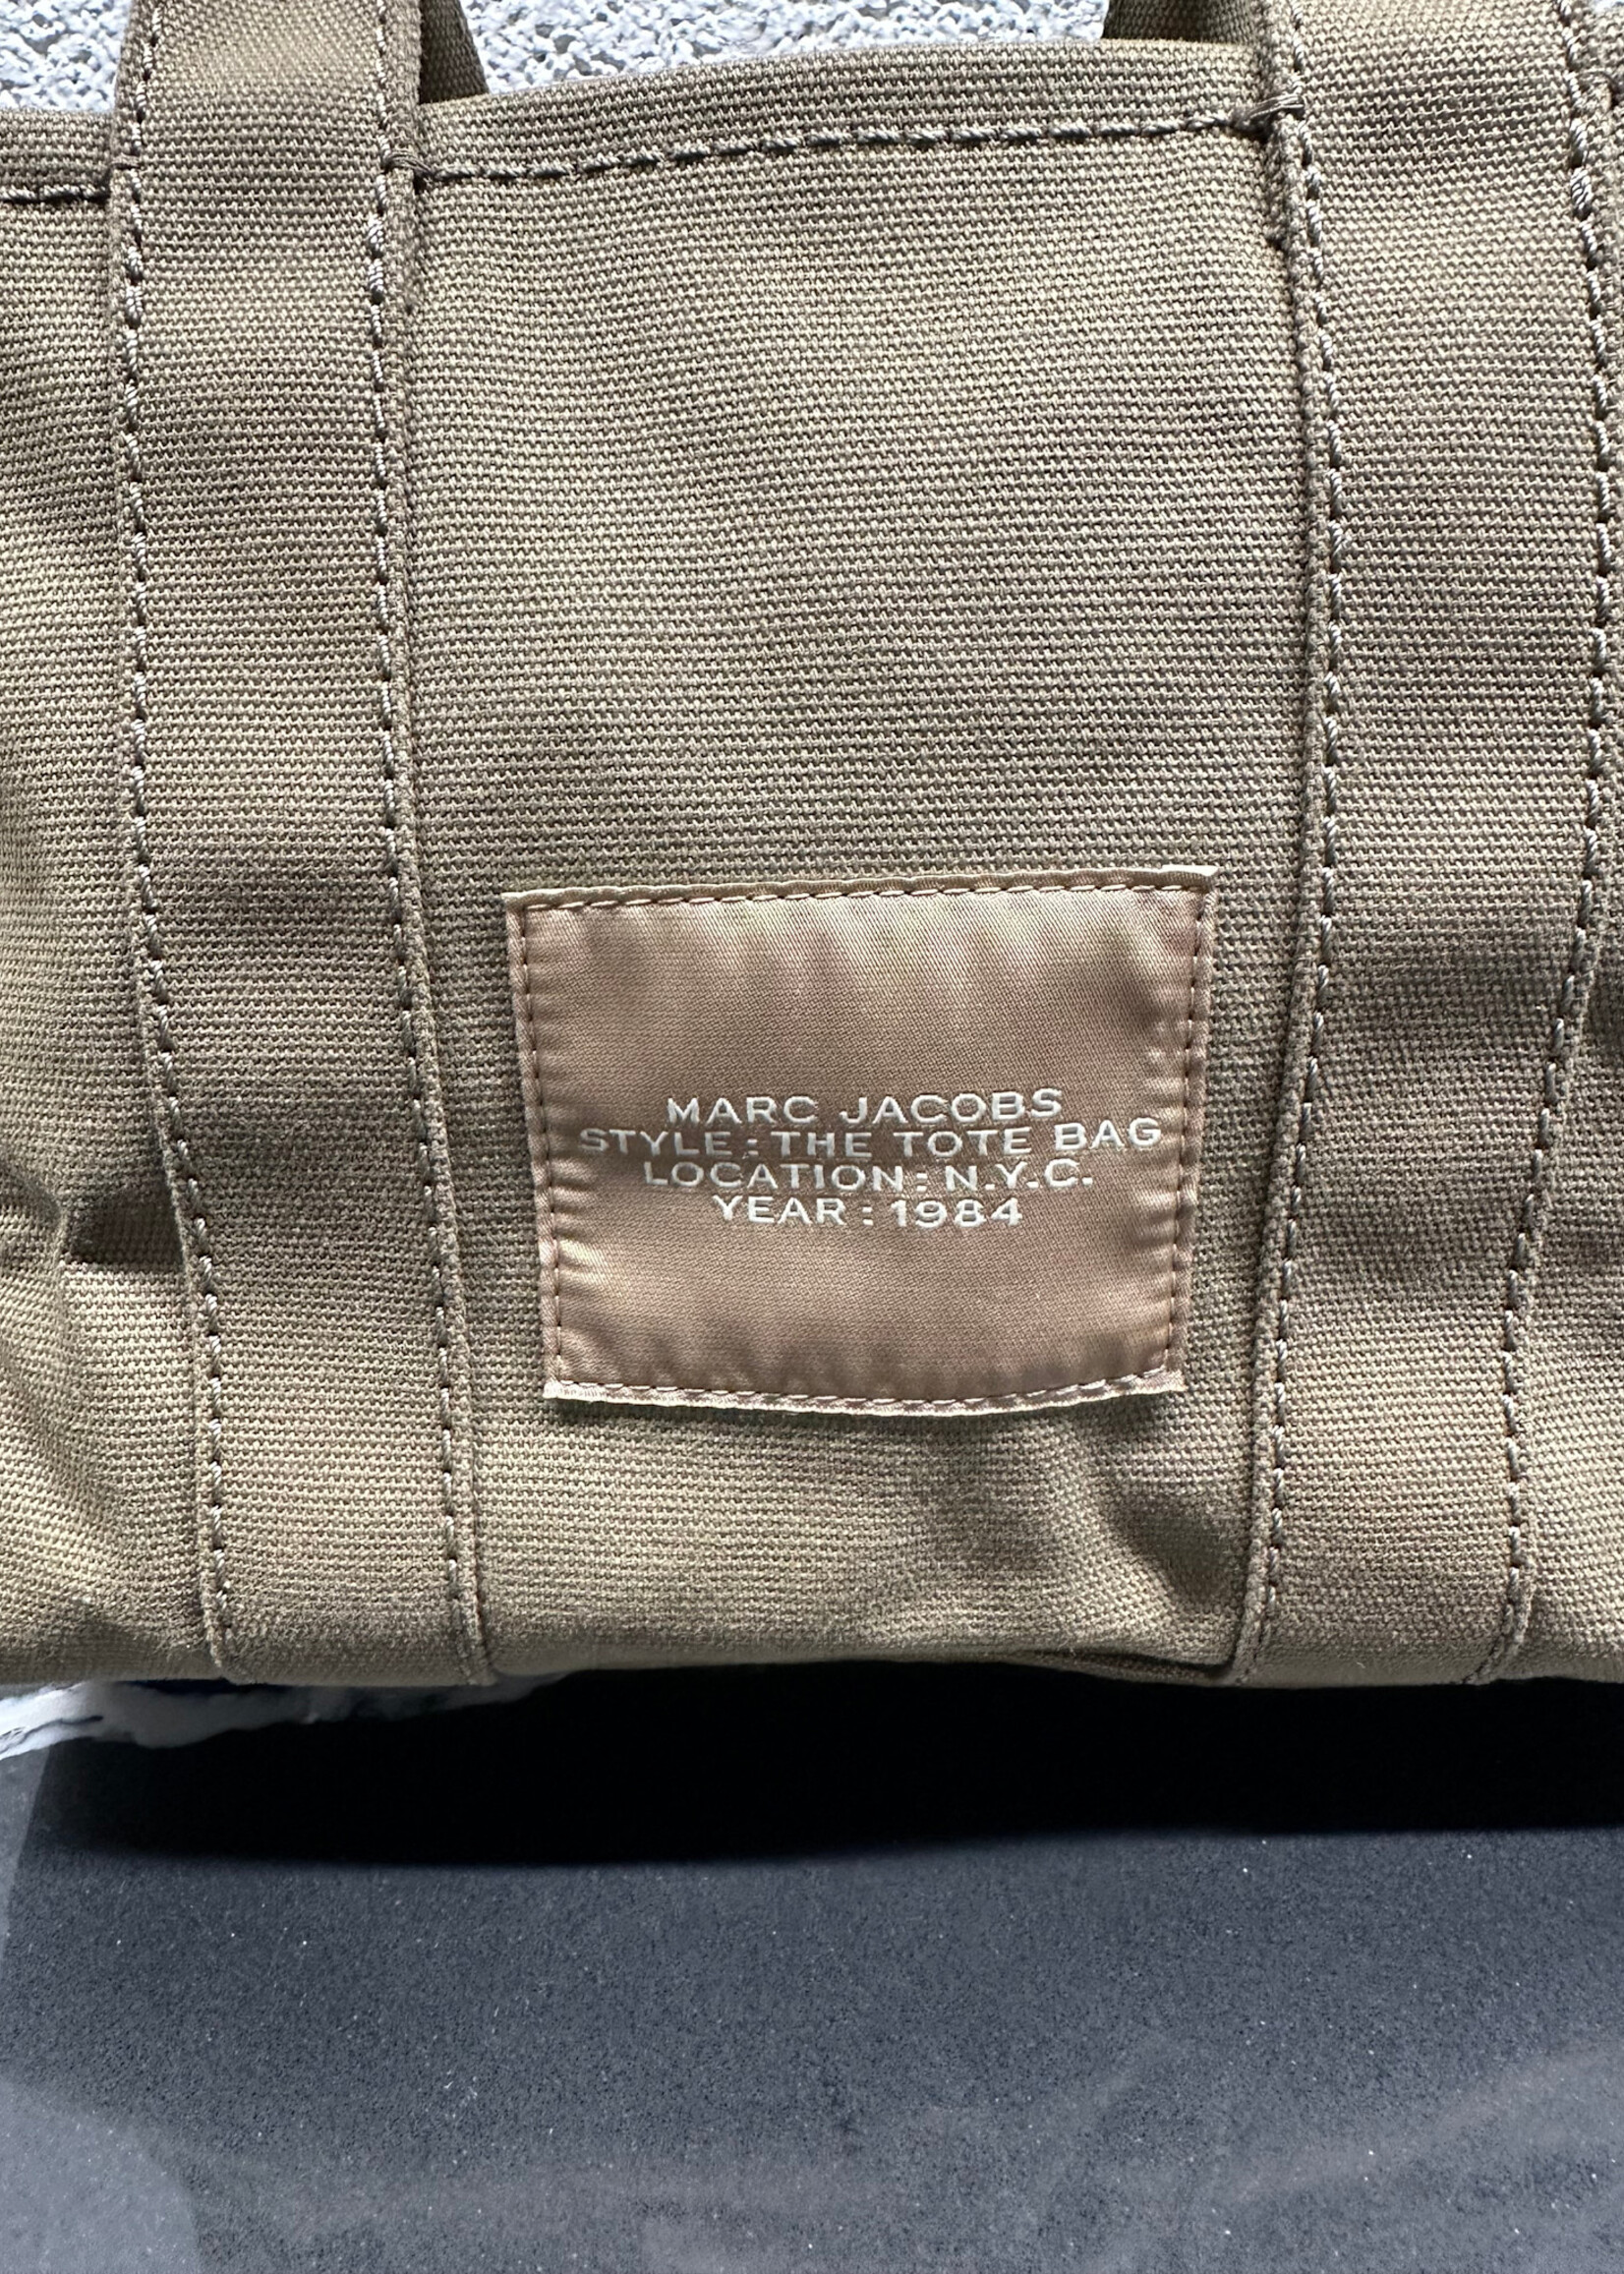 MARC JACOBS
STYLE : THE TOTE BAG
LOCATION : N.Y.C.
YEAR : 1984